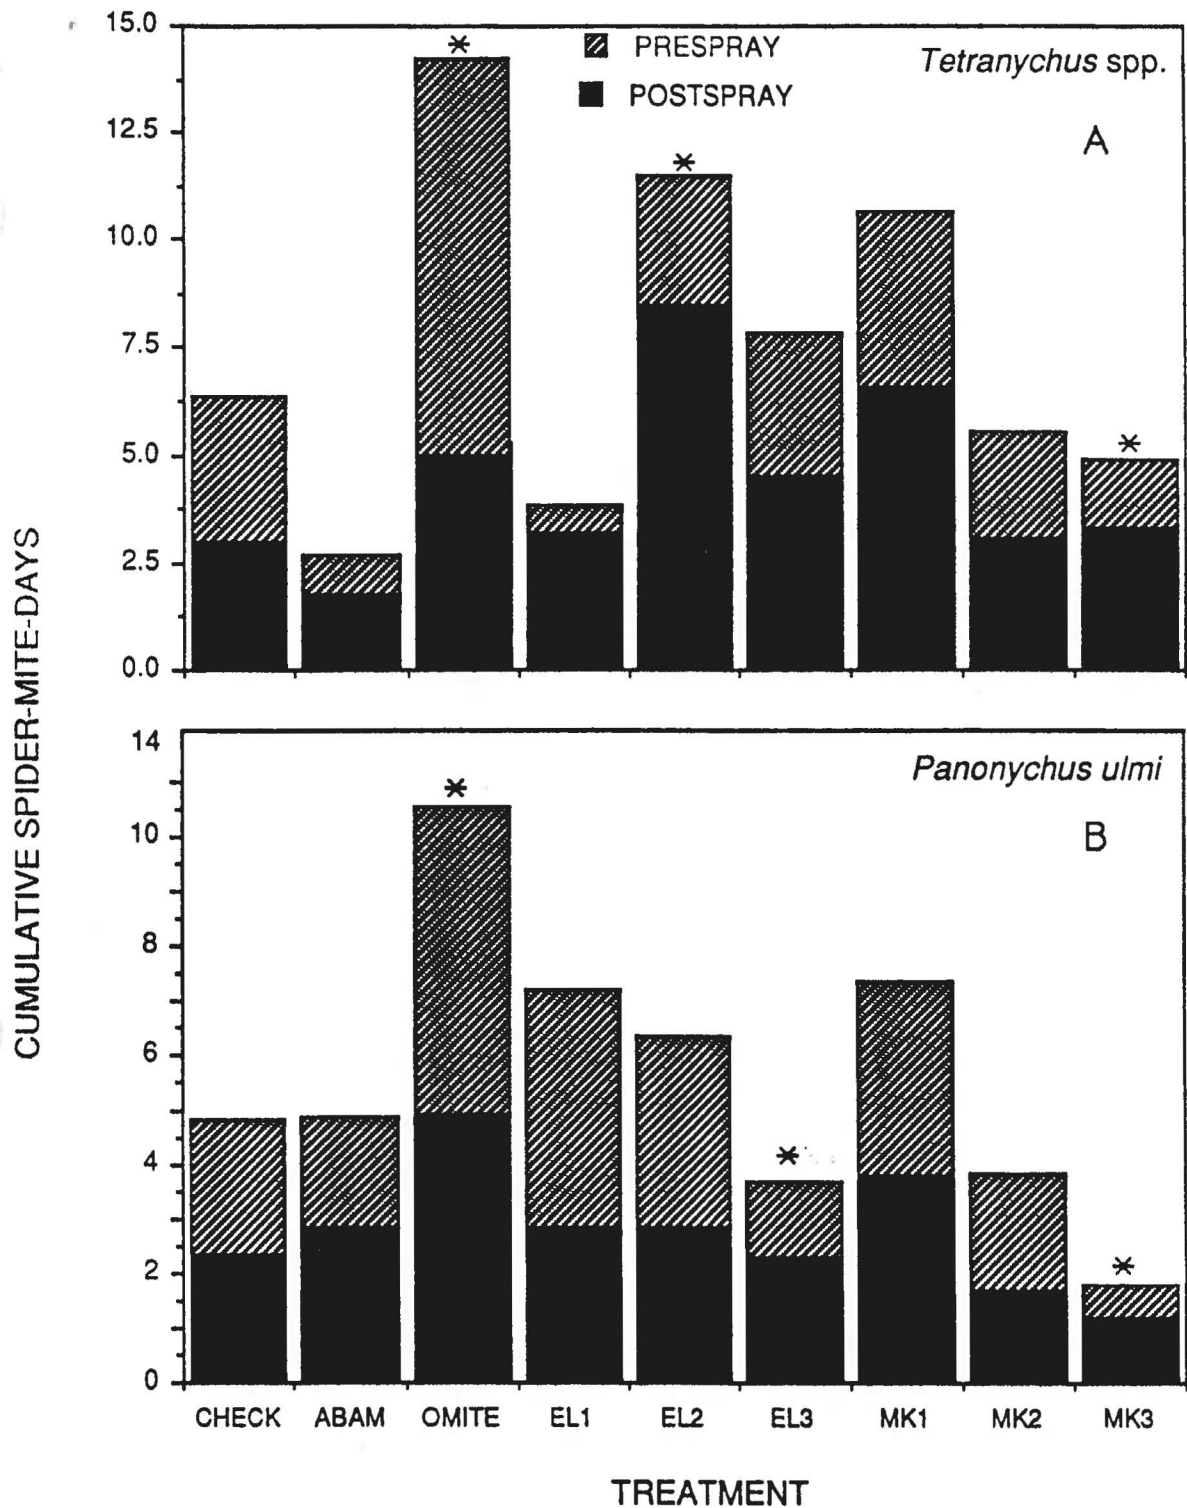 CUMULATIVE SPIDER-MITE-DAYS
15.0
12.5
10.0
7.5
5.0
2.5
0.0
PRESPRAY
POSTSPRAY
Tetranychus spp.
A
*
*
*
14
10
8
6
4
2
0
Panonychus ulmi
B
*
*
*
CHECK ABAM OMITE EL1 EL2 EL3 MK1 MK2 MK3
TREATMENT